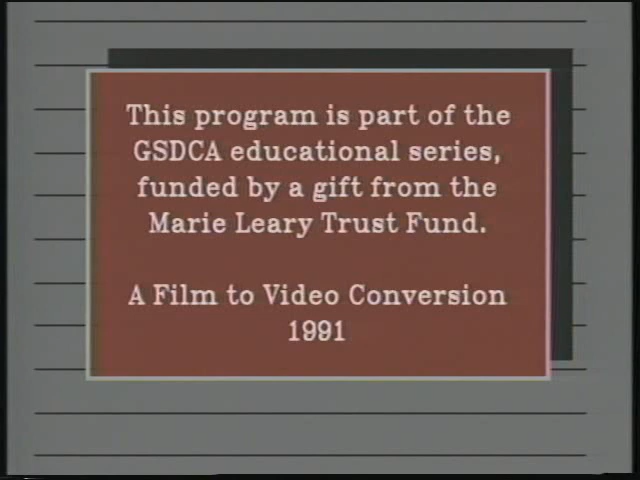 This program is part of the
GSDCA educational series,
funded by a gift from the
Marie Leary Trust Fund.
A Film to Video Conversion
1991